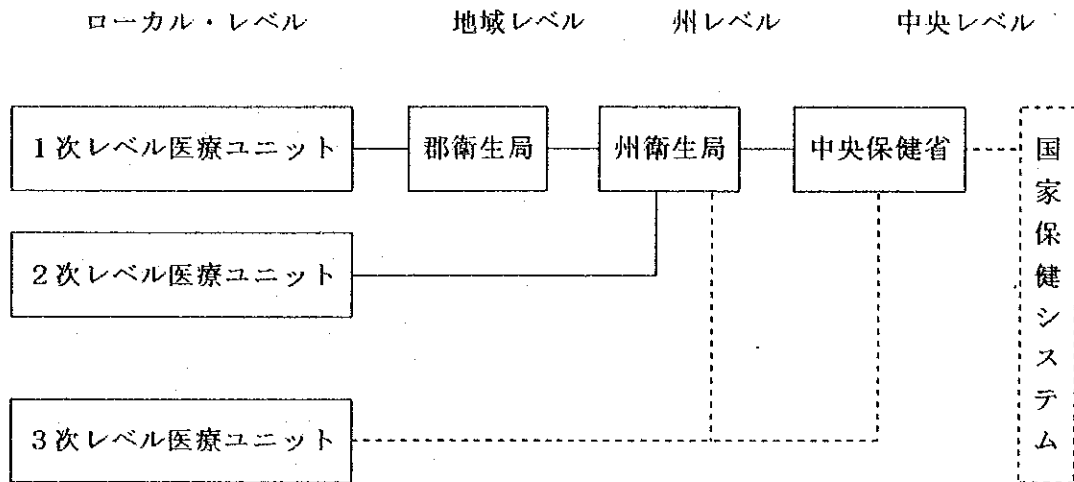 ローカル・レベル 地域レベル 州レベル 中央レベル
1次レベル医療ユニット 郡衛生局 州衛生局 中央保健省
2次レベル医療ユニット
3次レベル医療ユニット
国家保健システム